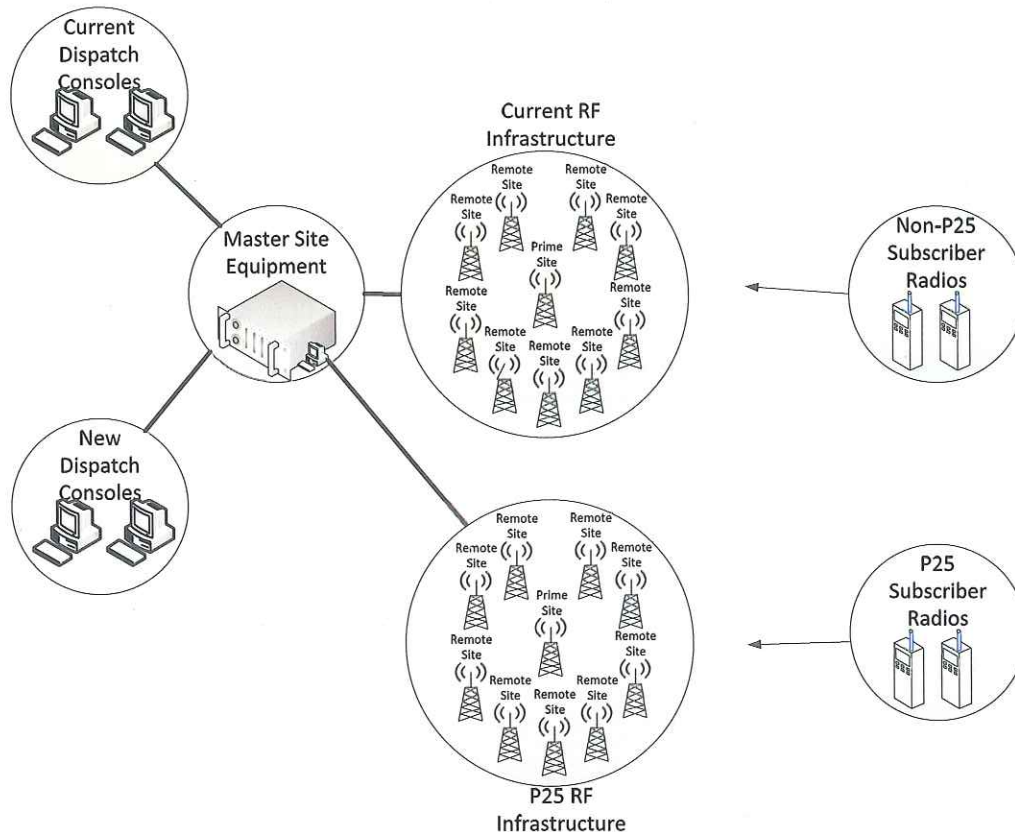 Current
Dispatch
Consoles
Current RF
Infrastructure
Remote
Site
Remote
Site
Remote
Site
Remote
Site
Prime
Site
Remote
Site
Remote
Site
Remote
Site
Remote
Site
Remote
Site
Master Site
Equipment
Non-P25
Subscriber
Radios
New
Dispatch
Consoles
Remote
Site
Remote
Site
Remote
Site
Remote
Site
Prime
Site
Remote
Site
Remote
Site
Remote
Site
Remote
Site
Remote
Site
P25 RF
Infrastructure
P25
Subscriber
Radios